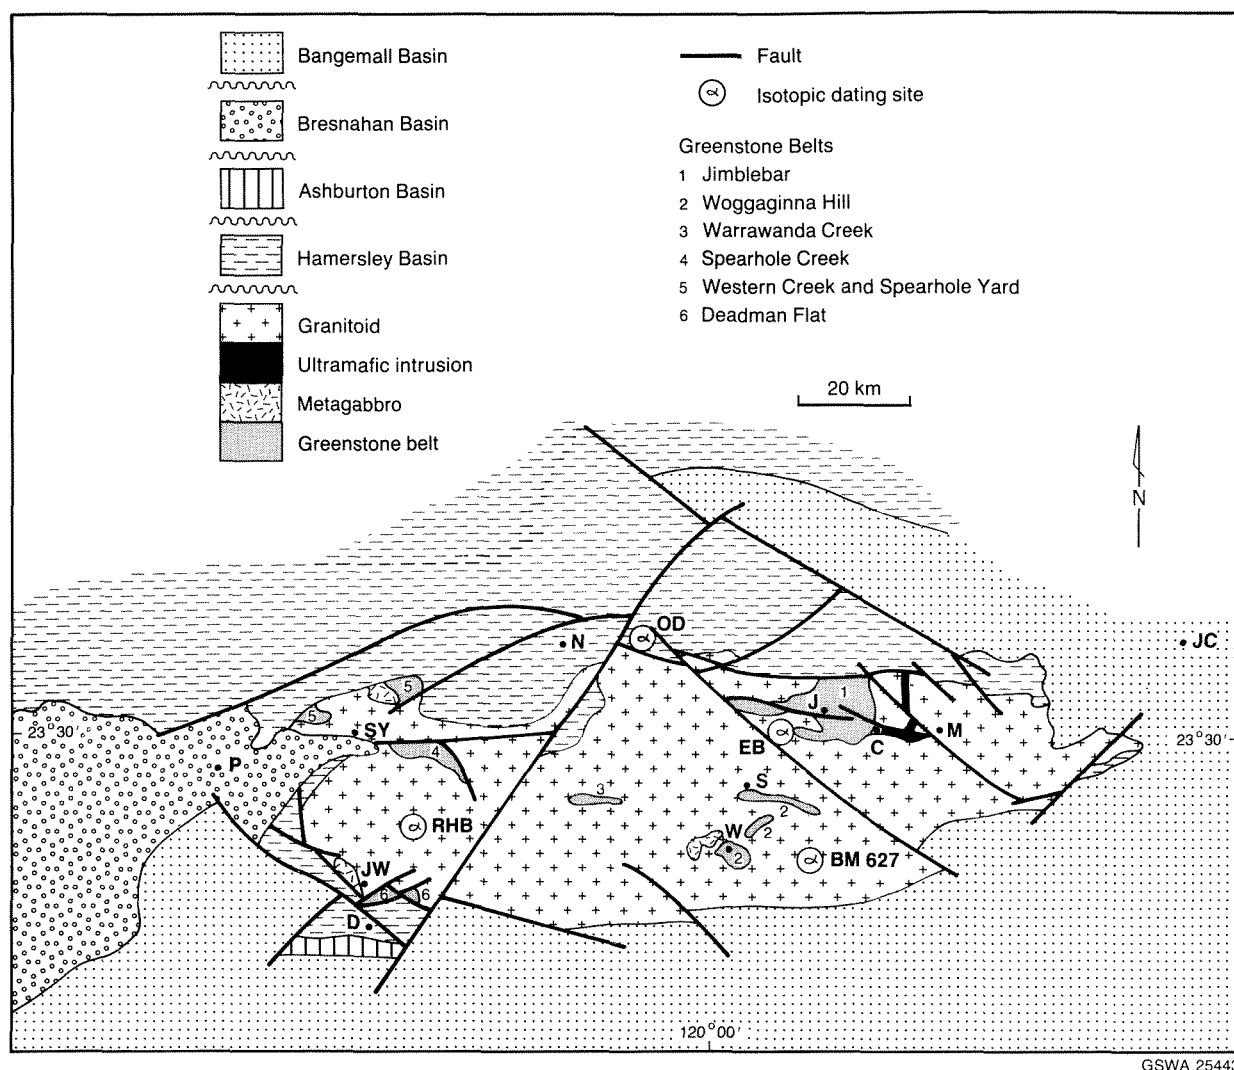 Bangemall Basin
Bresnahan Basin
Ashburton Basin
Hamersley Basin
Granitoid
Ultramafic intrusion
Metagabbro
Greenstone belt
Fault
α Isotopic dating site
Greenstone Belts
1 Jimblebar
2 Woggaginna Hill
3 Warrawanda Creek
4 Spearhole Creek
5 Western Creek and Spearhole Yard
6 Deadman Flat
20 km
N
OD
α
N
JC
5
1
J
5
SY
23°30'
EB
α
C
M
23°30'
4
P
S
3
2
α RHB
W
2
2
α BM 627
JW
6
6
D
120°00'
GSWA 25443